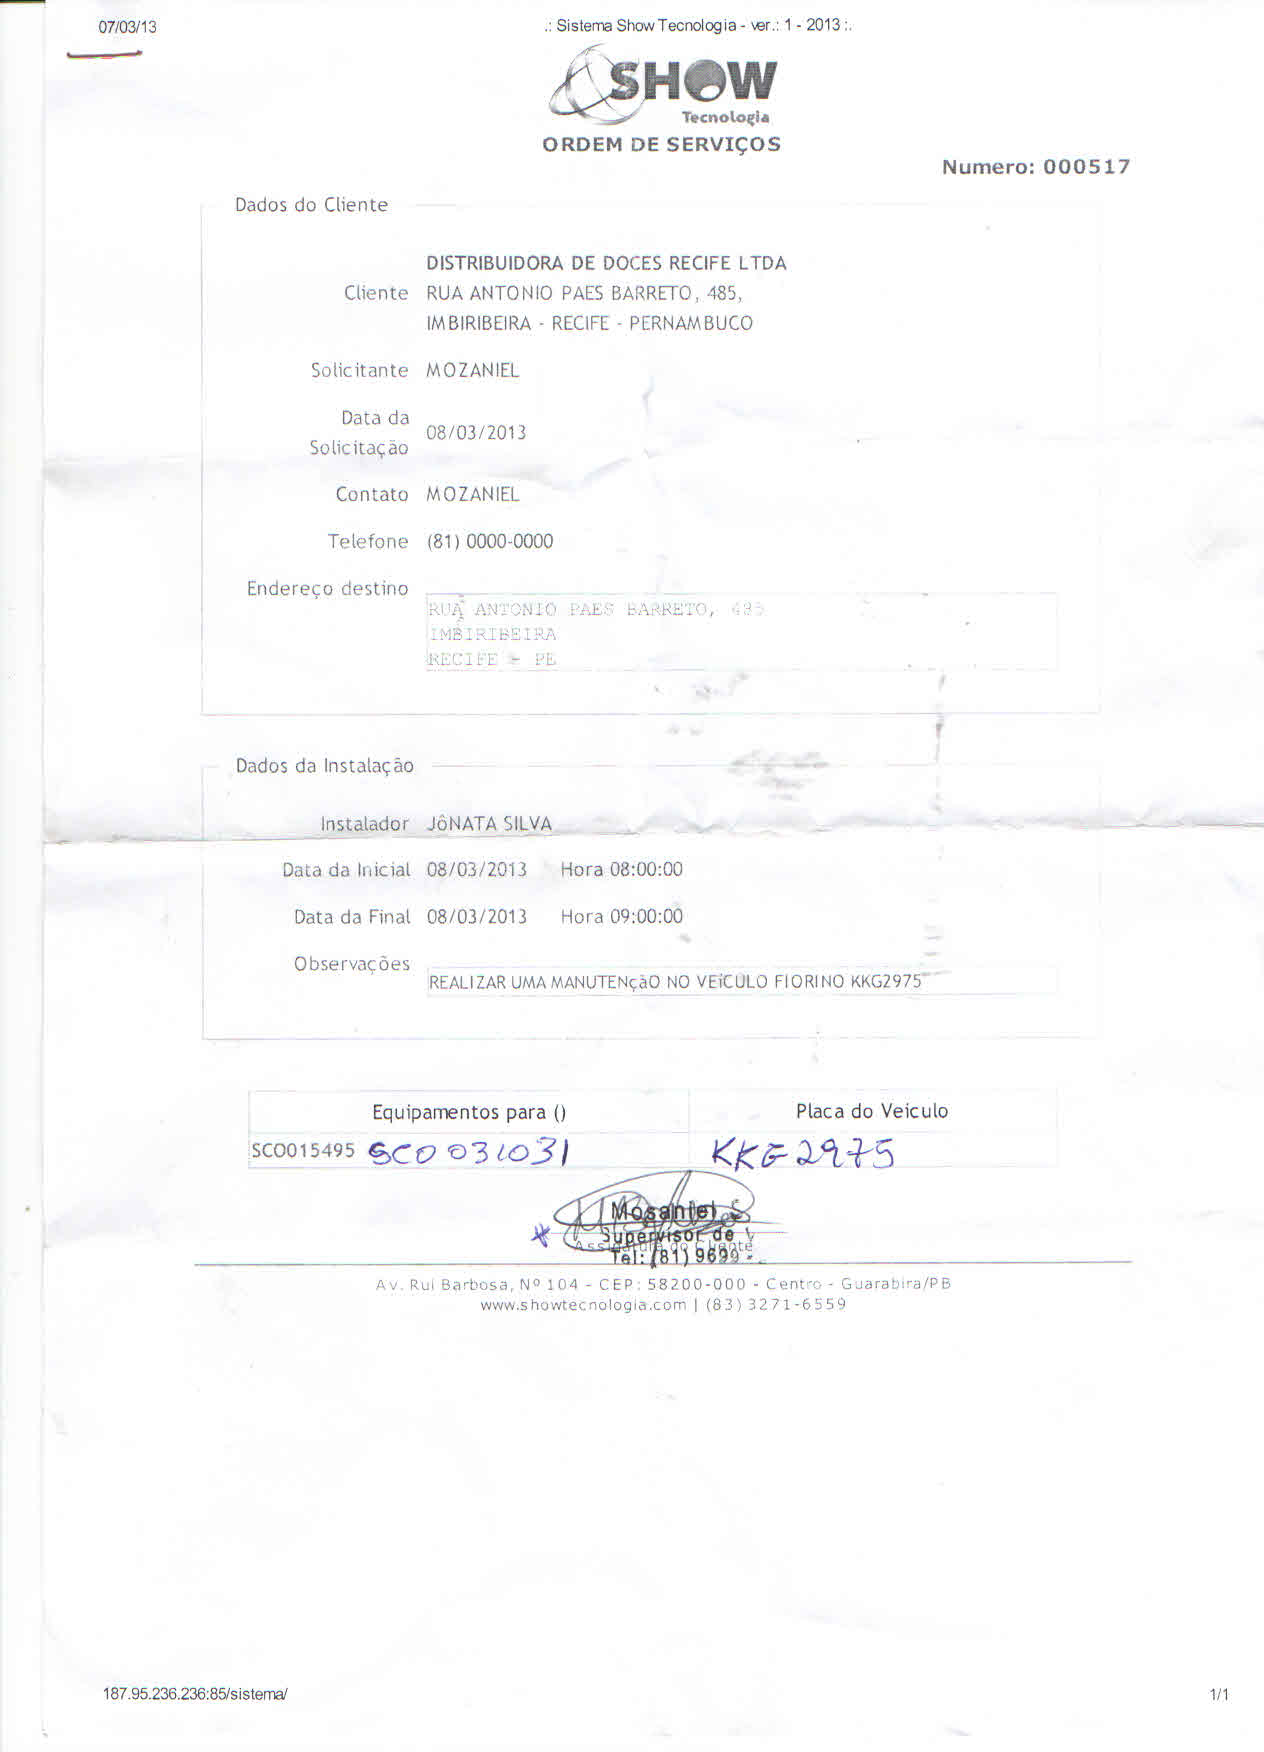 07/03/13
.: Sistema Show Tecnologia - ver.: 1 - 2013 :.
SHOW
Tecnologia
ORDEM DE SERVIÇOS
Numero: 000517
Dados do Cliente
DISTRIBUIDORA DE DOCES RECIFE LTDA
Cliente RUA ANTONIO PAES BARRETO, 485,
IMBIRIBEIRA - RECIFE - PERNAMBUCO
Solicitante MOZANIEL
Data da
Solicitação 08/03/2013
Contato MOZANIEL
Telefone (81) 0000-0000
Endereço destino
RUA ANTONIO PAES BARRETO, 485
IMBIRIBEIRA
RECIFE - PE
Dados da Instalação
Instalador JôNATA SILVA
Data da Inicial 08/03/2013 Hora 08:00:00
Data da Final 08/03/2013 Hora 09:00:00
Observações
REALIZAR UMA MANUTENçãO NO VEíCULO FIORINO KKG2975
Equipamentos para () Placa do Veiculo
SCO015495 SCO031031 KKG2975
Mosaniel S
Supervisor de V
Assinatura do Cliente
Tel: (81) 9699 -
Av. Rui Barbosa, Nº 104 - CEP: 58200-000 - Centro - Guarabira/PB
www.showtecnologia.com | (83) 3271-6559
187.95.236.236:85/sistema/
1/1